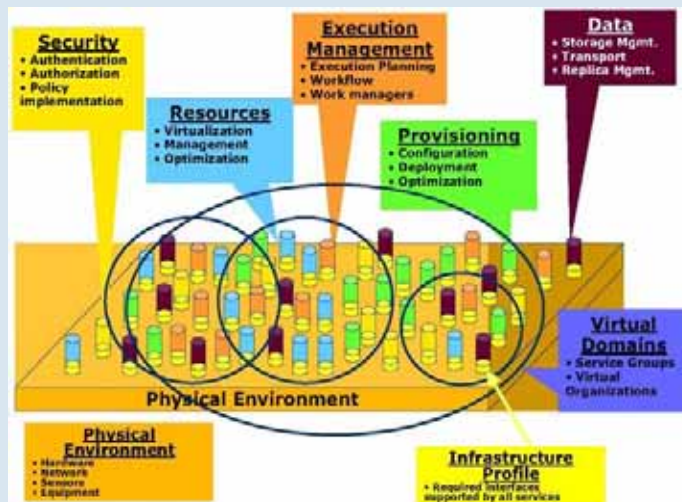 Security
• Authentication
• Authorization
• Policy
implementation
Resources
• Virtualization
• Management
• Optimization
Execution
Management
• Execution Planning
• Workflow
• Work managers
Provisioning
• Configuration
• Deployment
• Optimization
Data
• Storage Mgmt.
• Transport
• Replica Mgmt.
Physical Environment
Virtual
Domains
• Service Groups
• Virtual
Organizations
Physical
Environment
• Hardware
• Network
• Sensors
• Equipment
Infrastructure
Profile
• Required interfaces
supported by all services